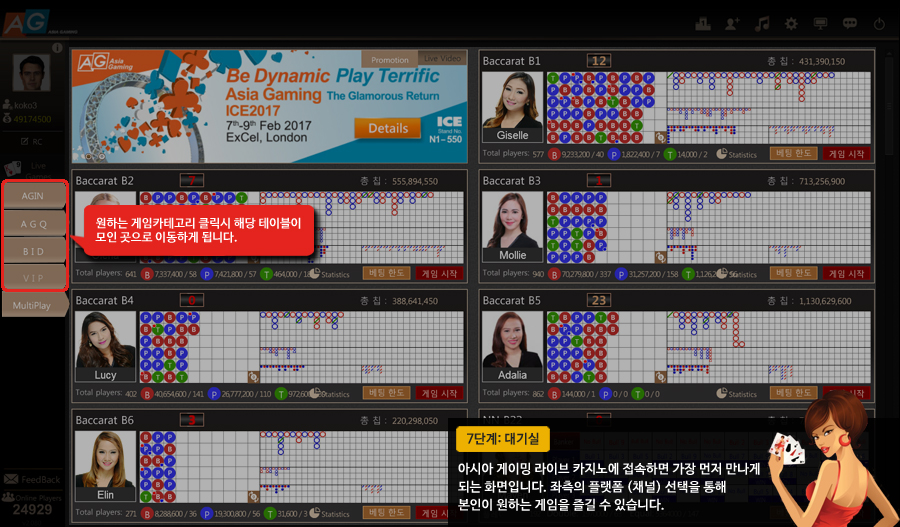 AG ASIA GAMING
koko3
49174500
RC
Live Games
AGIN
A G Q
B I D
V I P
MultiPlay
FeedBack
Online Players
24929
AG Asia Gaming
Promotion
Live Video
Be Dynamic Play Terrific
Asia Gaming The Glamorous Return
ICE2017
7th-9th Feb 2017
ExCel, London
Details
ICE
Stand No.
N1-550
Baccarat B1
12
총 칩 : 431,390,150
Giselle
Total players: 577 B 9,233,200 / 40 P 1,822,400 / 7 T 14,000 / 2 Statistics 베팅 한도 게임 시작
Baccarat B2
7
총 칩 : 555,894,550
원하는 게임카테고리 클릭시 해당 테이블이
모인 곳으로 이동하게 됩니다.
Total players: 641 B 7,337,400 / 58 P 7,421,800 / 57 T 464,000 / Statistics 베팅 한도 게임 시작
Baccarat B3
1
총 칩 : 713,256,900
Mollie
Total players: 940 B 70,279,800 / 337 P 31,257,200 / 158 T Statistics 베팅 한도 게임 시작
Baccarat B4
총 칩 : 388,641,450
Lucy
Total players: 402 B 40,654,600 / 141 P 26,777,200 / 110 T Statistics 베팅 한도 게임 시작
Baccarat B5
23
총 칩 : 1,130,629,600
Adalia
Total players: 862 B 144,000 / 1 P 0 / 0 T 0 / 0 Statistics 베팅 한도 게임 시작
Baccarat B6
총 칩 : 220,298,050
Elin
Total players: 271 B 8,288,600 / 36 P 19,300,800 / 56 T 31,600 / 3 Statistics 베팅 한도 게임
7단계: 대기실
아시아 게이밍 라이브 카지노에 접속하면 가장 먼저 만나게
되는 화면입니다. 좌측의 플랫폼 (채널) 선택을 통해
본인이 원하는 게임을 즐길 수 있습니다.